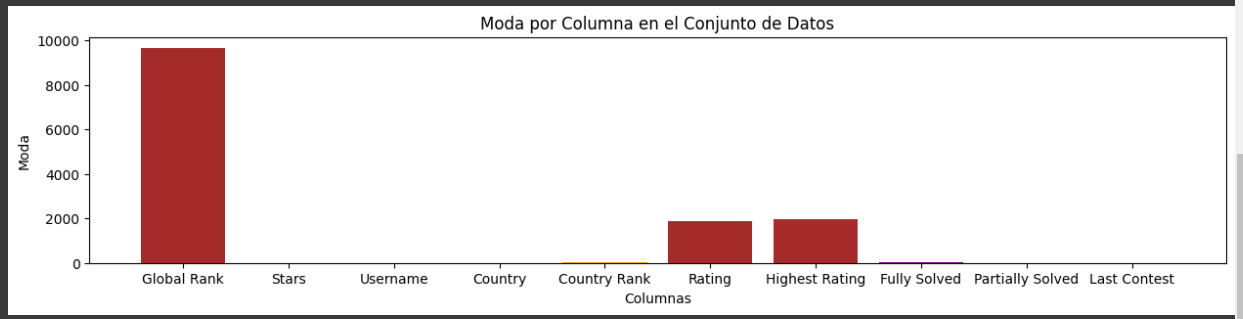 Moda por Columna en el Conjunto de Datos
10000
8000
6000
4000
2000
0
Moda
Global Rank Stars Username Country Country Rank Rating Highest Rating Fully Solved Partially Solved Last Contest
Columnas